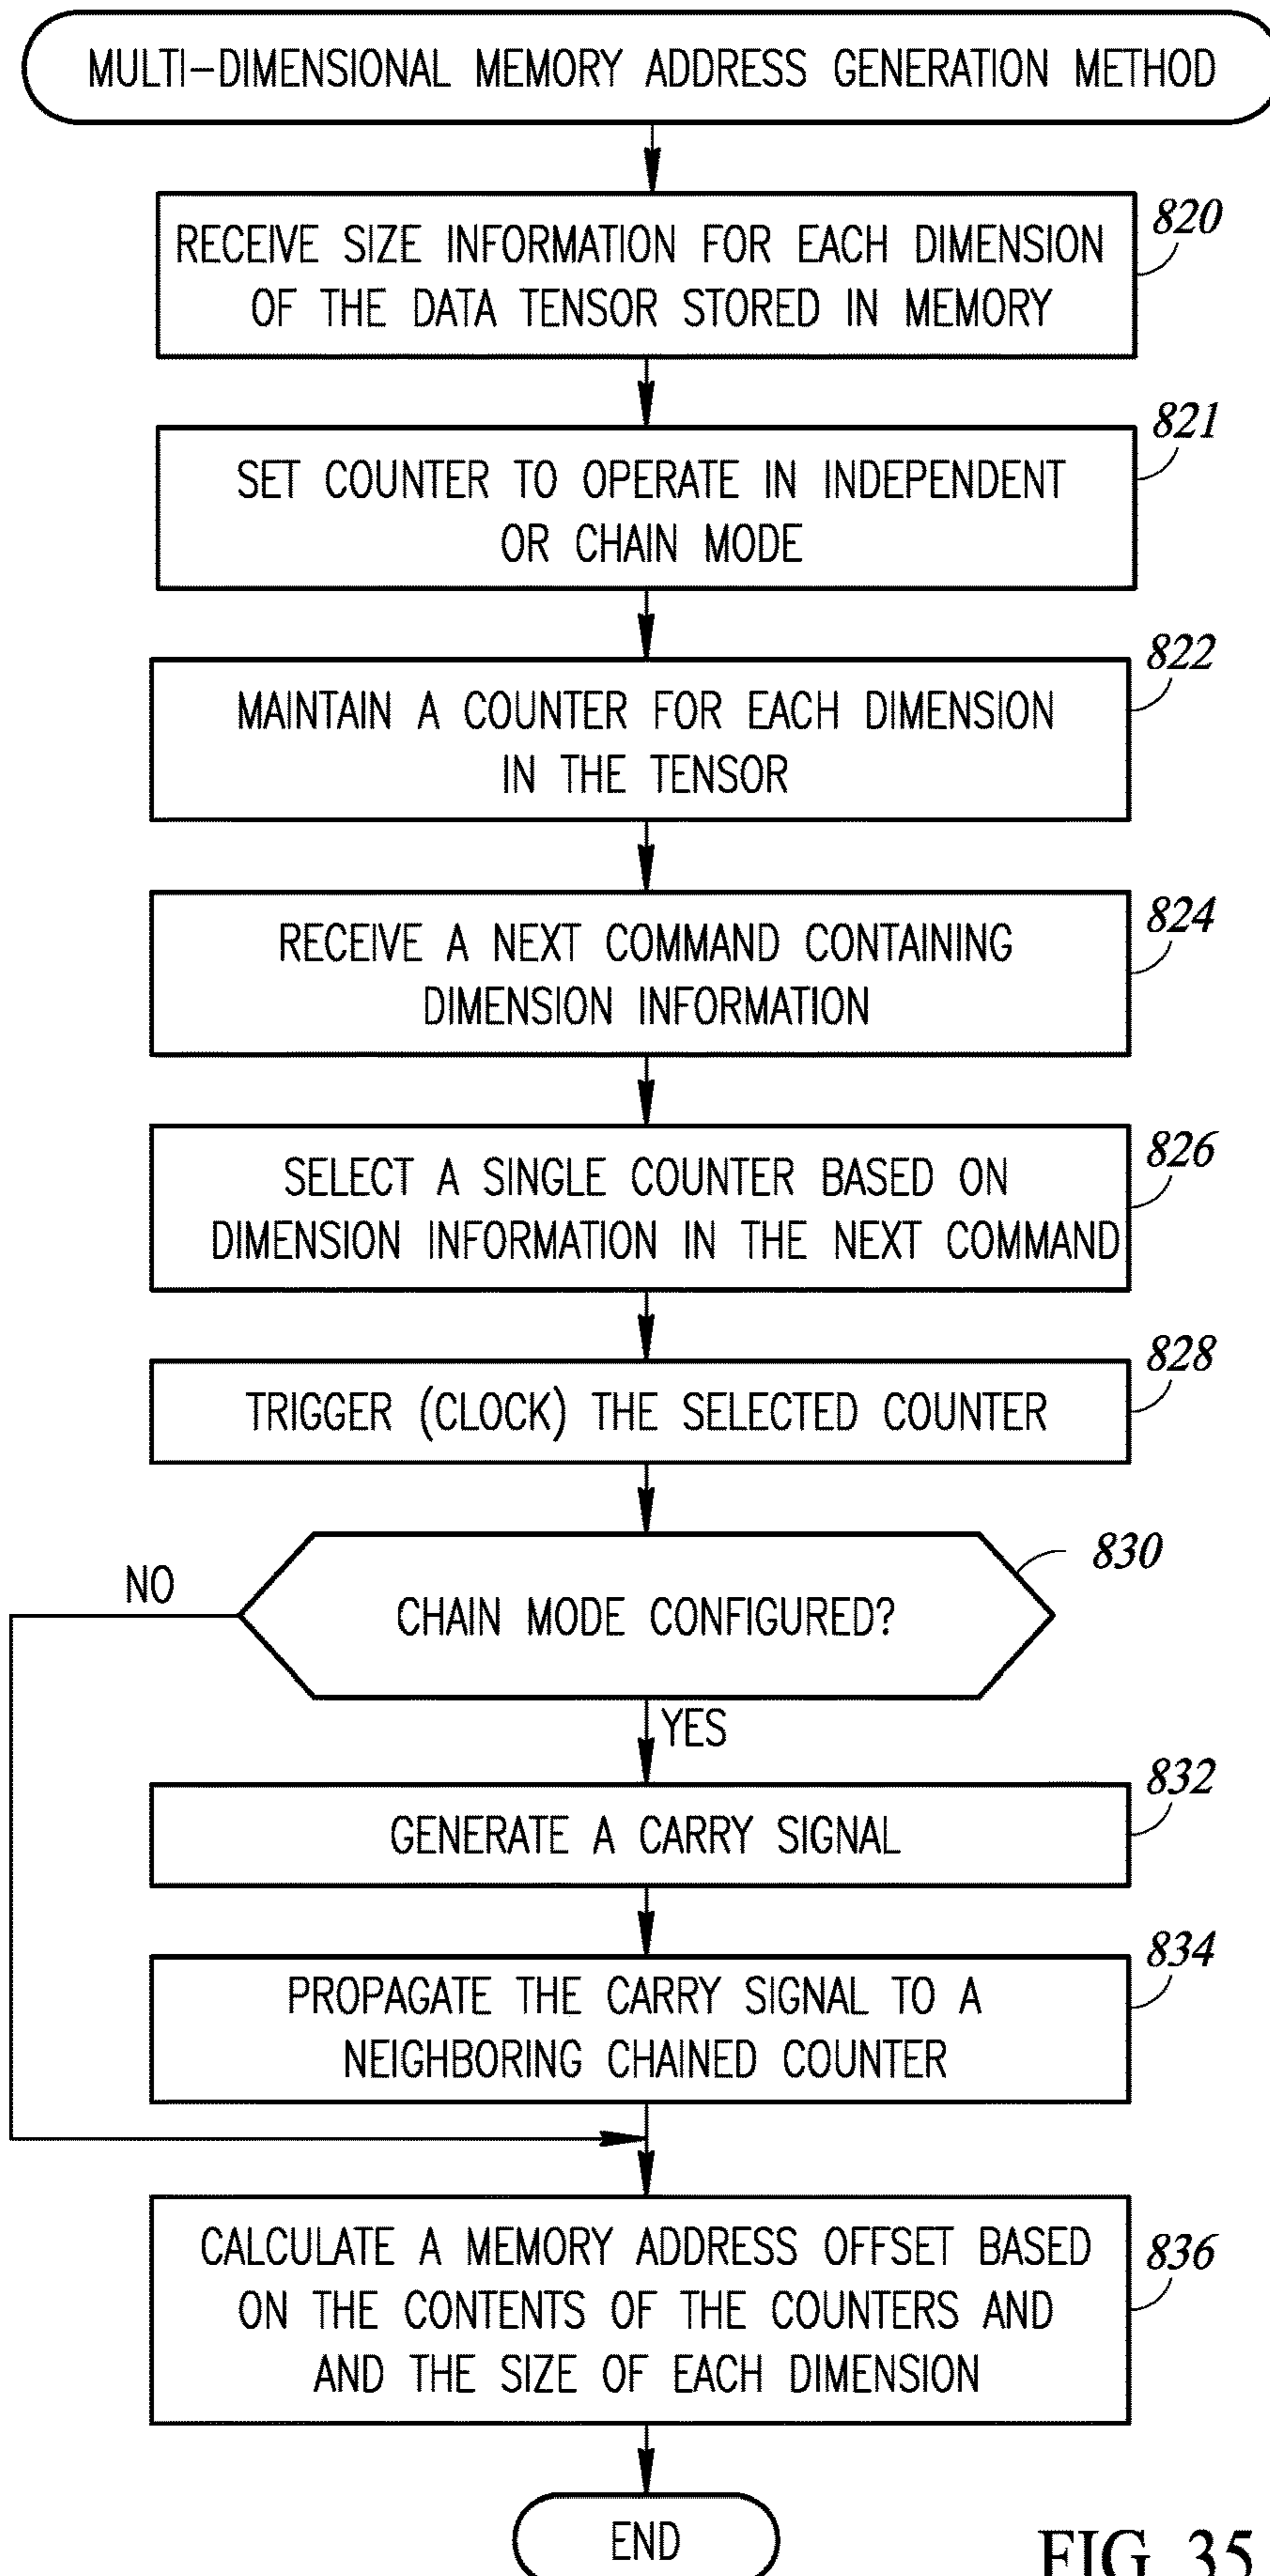 MULTI-DIMENSIONAL MEMORY ADDRESS GENERATION METHOD
820
RECEIVE SIZE INFORMATION FOR EACH DIMENSION
OF THE DATA TENSOR STORED IN MEMORY
821
SET COUNTER TO OPERATE IN INDEPENDENT
OR CHAIN MODE
822
MAINTAIN A COUNTER FOR EACH DIMENSION
IN THE TENSOR
824
RECEIVE A NEXT COMMAND CONTAINING
DIMENSION INFORMATION
826
SELECT A SINGLE COUNTER BASED ON
DIMENSION INFORMATION IN THE NEXT COMMAND
828
TRIGGER (CLOCK) THE SELECTED COUNTER
830
NO
CHAIN MODE CONFIGURED?
YES
832
GENERATE A CARRY SIGNAL
834
PROPAGATE THE CARRY SIGNAL TO A
NEIGHBORING CHAINED COUNTER
836
CALCULATE A MEMORY ADDRESS OFFSET BASED
ON THE CONTENTS OF THE COUNTERS AND
AND THE SIZE OF EACH DIMENSION
END
FIG. 35